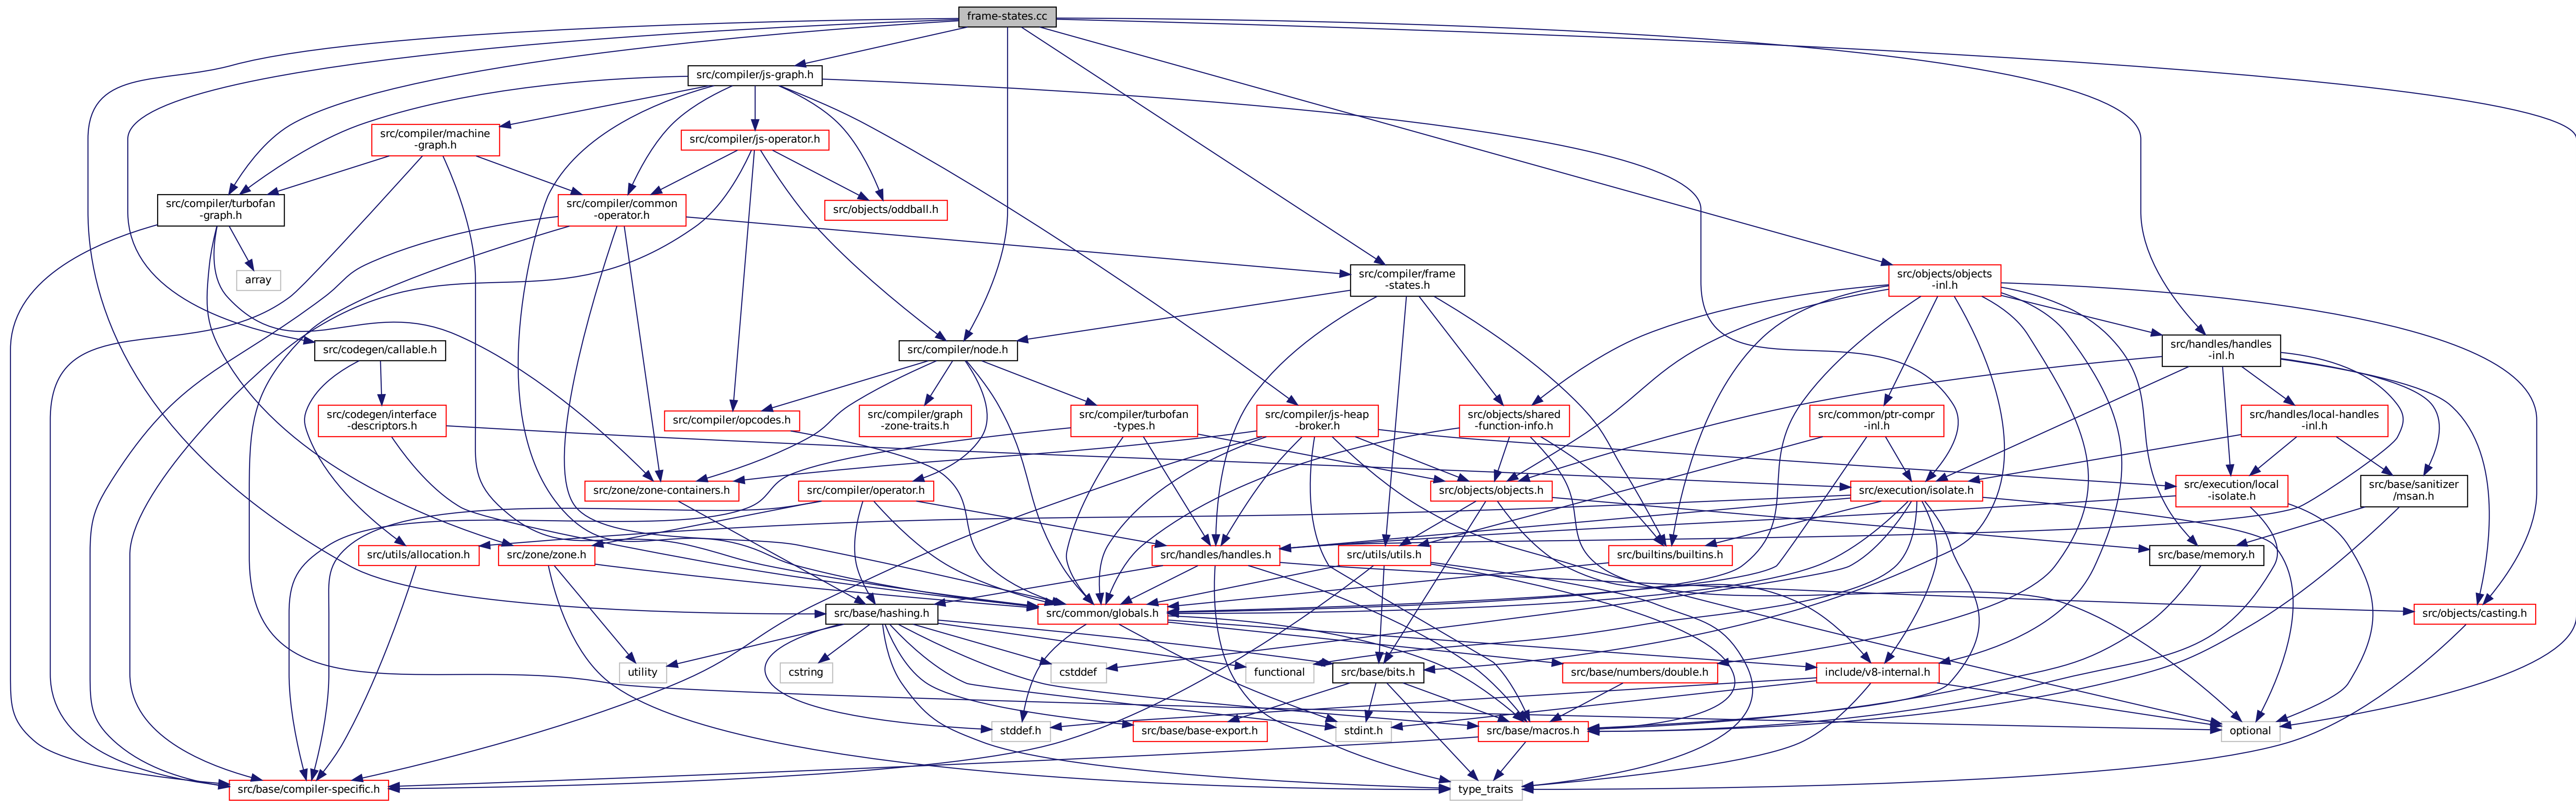 frame-states.cc
src/compiler/js-graph.h
src/compiler/machine
-graph.h
src/compiler/js-operator.h
src/compiler/turbofan
-graph.h
src/compiler/common
-operator.h
src/objects/oddball.h
array
src/compiler/frame
-states.h
src/objects/objects
-inl.h
src/codegen/callable.h
src/compiler/node.h
src/handles/handles
-inl.h
src/codegen/interface
-descriptors.h
src/compiler/opcodes.h
src/compiler/graph
-zone-traits.h
src/compiler/turbofan
-types.h
src/compiler/js-heap
-broker.h
src/objects/shared
-function-info.h
src/common/ptr-compr
-inl.h
src/handles/local-handles
-inl.h
src/zone/zone-containers.h
src/compiler/operator.h
src/objects/objects.h
src/execution/isolate.h
src/execution/local
-isolate.h
src/base/sanitizer
/msan.h
src/utils/allocation.h
src/zone/zone.h
src/handles/handles.h
src/utils/utils.h
src/builtins/builtins.h
src/base/memory.h
src/base/hashing.h
src/common/globals.h
src/objects/casting.h
utility
cstring
cstddef
functional
src/base/bits.h
src/base/numbers/double.h
include/v8-internal.h
stddef.h
src/base/base-export.h
stdint.h
src/base/macros.h
optional
src/base/compiler-specific.h
type_traits